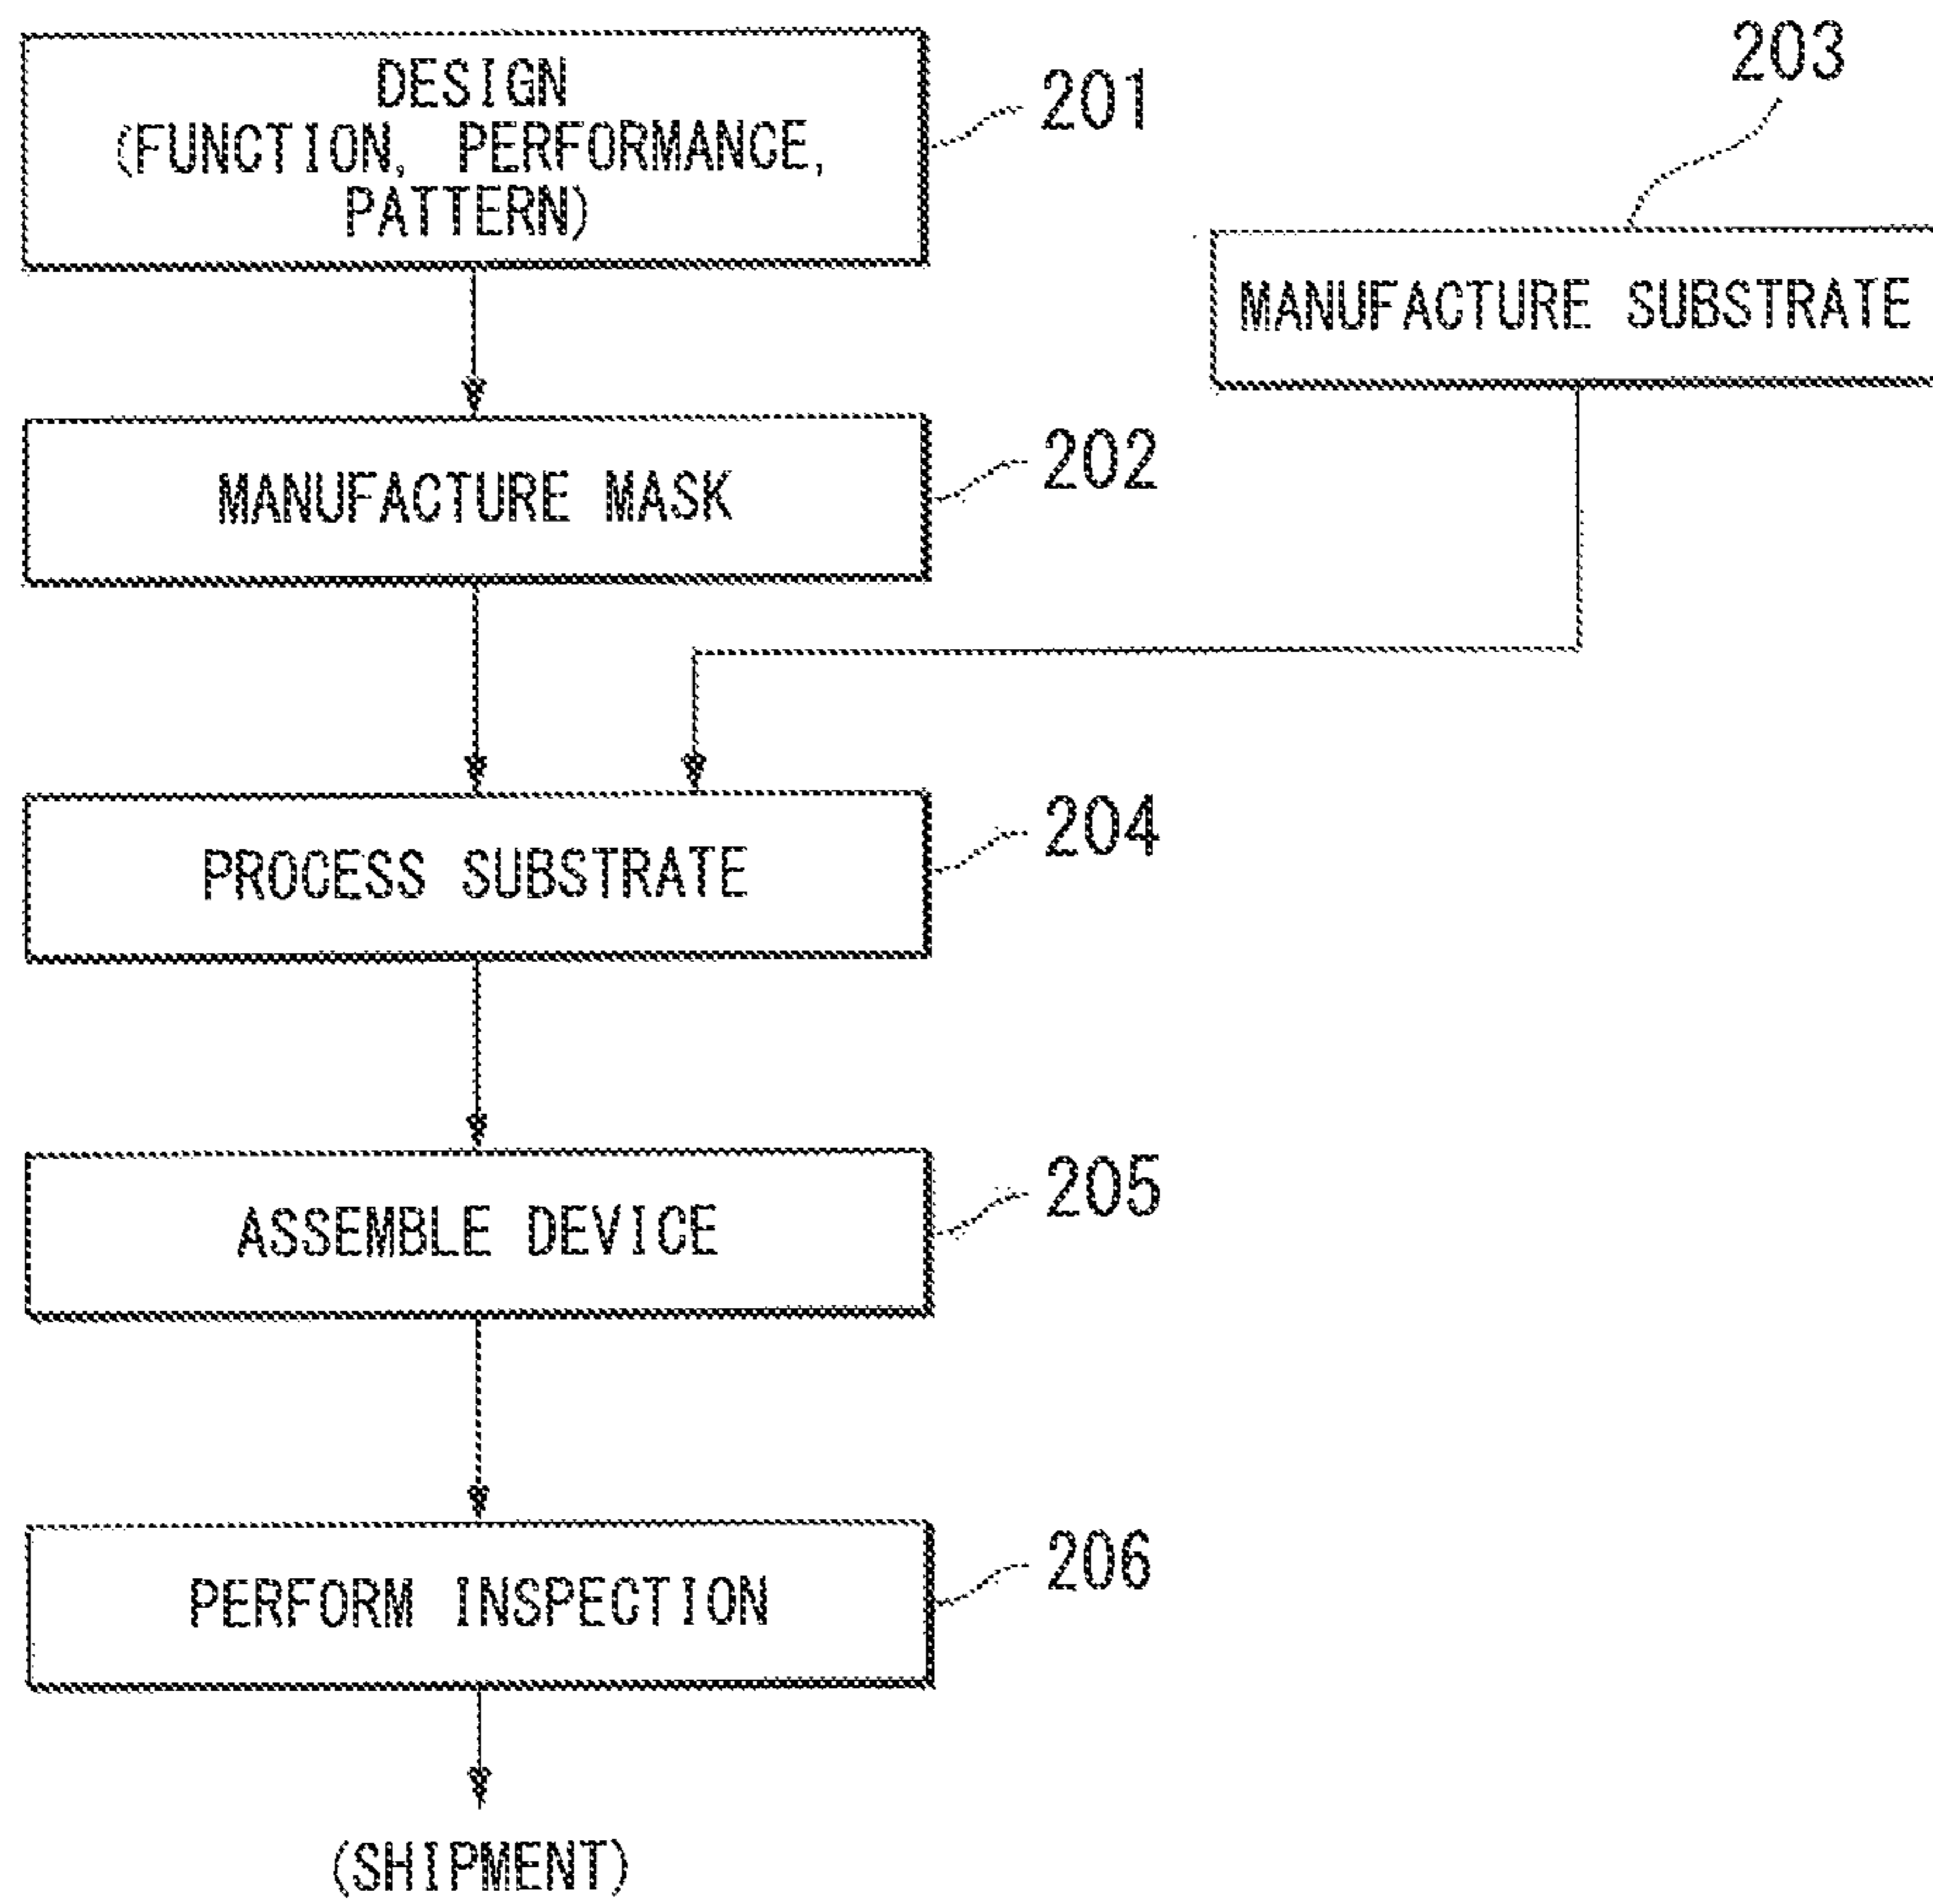 DESIGN
(FUNCTION, PERFORMANCE,
PATTERN)
201
203
MANUFACTURE SUBSTRATE
MANUFACTURE MASK
202
PROCESS SUBSTRATE
204
ASSEMBLE DEVICE
205
PERFORM INSPECTION
206
(SHIPMENT)